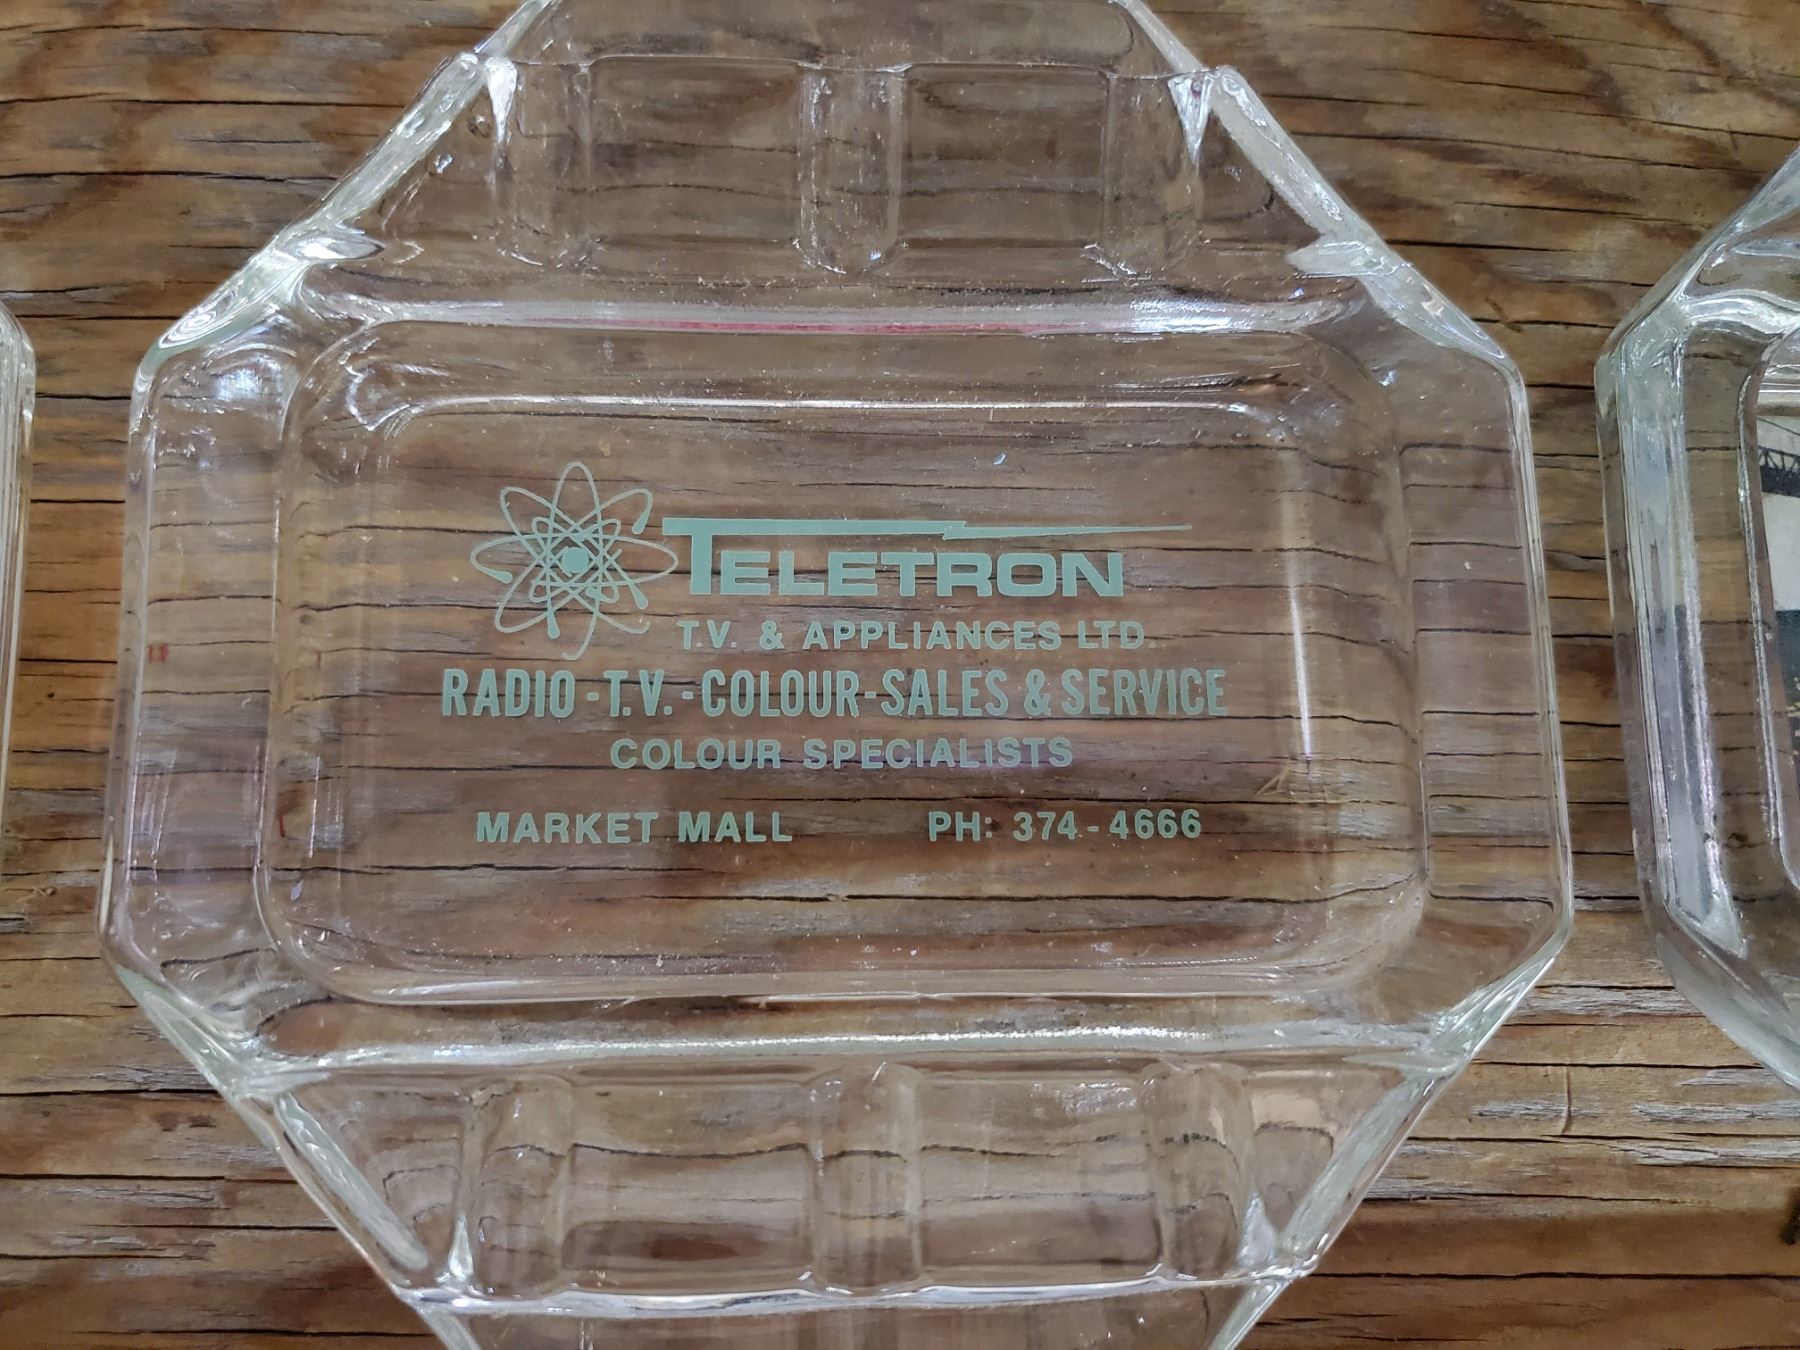 TELETRON
T.V. & APPLIANCES LTD.
RADIO-T.V.-COLOUR-SALES & SERVICE
COLOUR SPECIALISTS
MARKET MALL PH: 374-4666